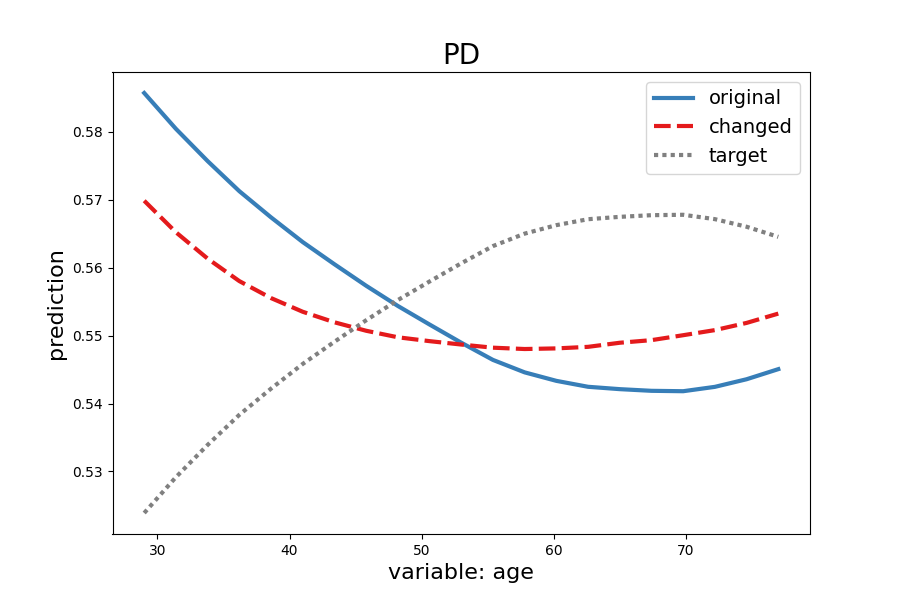 PD
original
changed
target
0.58
0.57
0.56
0.55
0.54
0.53
prediction
30 40 50 60 70
variable: age